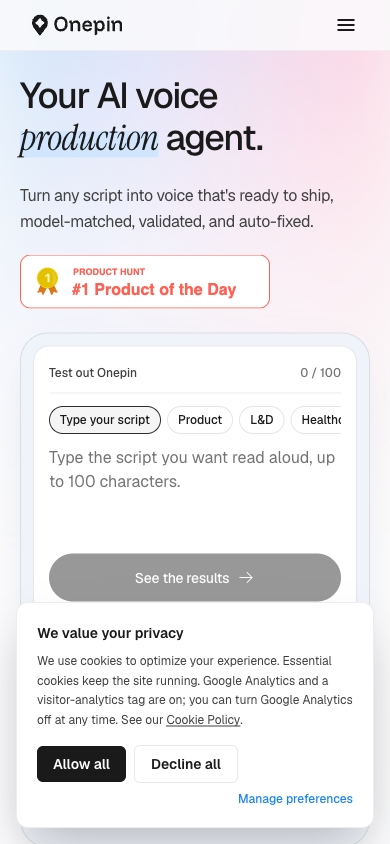 Onepin
Your AI voice
production agent.
Turn any script into voice that's ready to ship,
model-matched, validated, and auto-fixed.
1
PRODUCT HUNT
#1 Product of the Day
Test out Onepin
0 / 100
Type your script
Product
L&D
Healthc
Type the script you want read aloud, up
to 100 characters.
See the results →
We value your privacy
We use cookies to optimize your experience. Essential
cookies keep the site running. Google Analytics and a
visitor-analytics tag are on; you can turn Google Analytics
off at any time. See our Cookie Policy.
Allow all
Decline all
Manage preferences